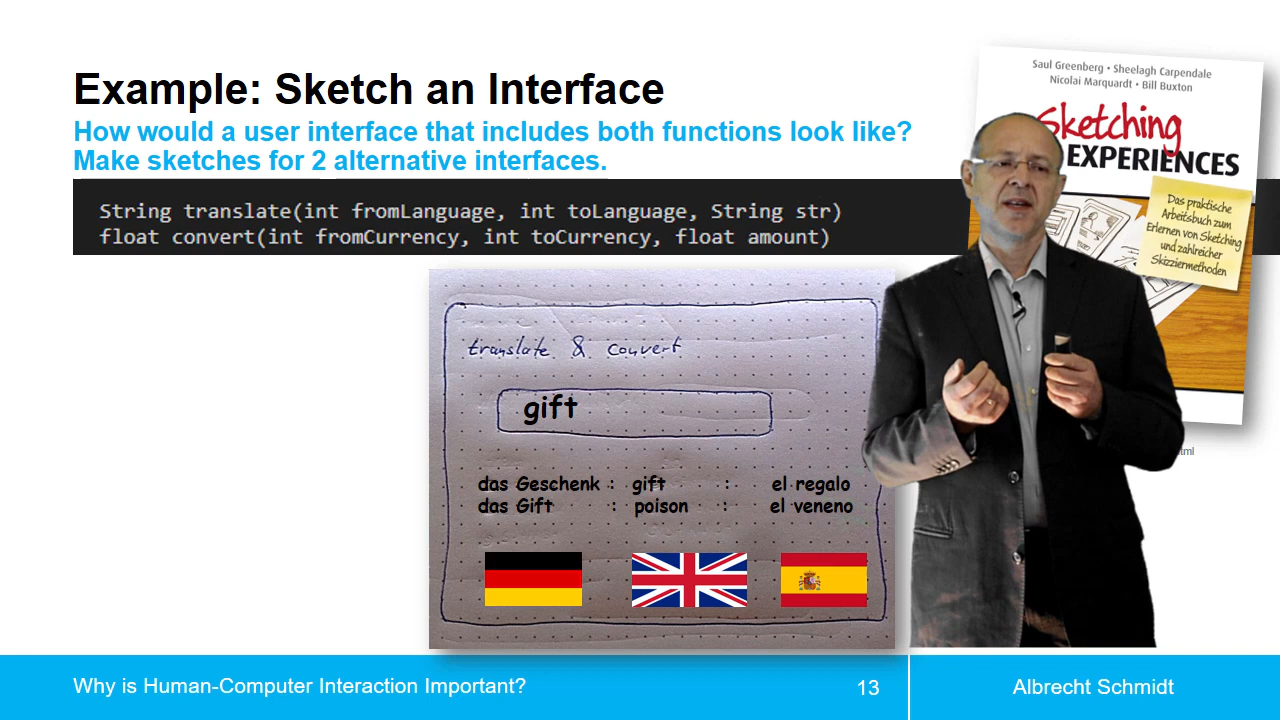 Example: Sketch an Interface
How would a user interface that includes both functions look like?
Make sketches for 2 alternative interfaces.
String translate(int fromLanguage, int toLanguage, String str)
float convert(int fromCurrency, int toCurrency, float amount)
translate & convert
gift
das Geschenk : gift : el regalo
das Gift : poison : el veneno
Saul Greenberg • Sheelagh Carpendale
Nicolai Marquardt • Bill Buxton
Sketching
EXPERIENCES
Das praktische
Arbeitsbuch zum
Erlernen von Sketching
und zahlreicher
Skizziermethoden
Why is Human-Computer Interaction Important?
13
Albrecht Schmidt